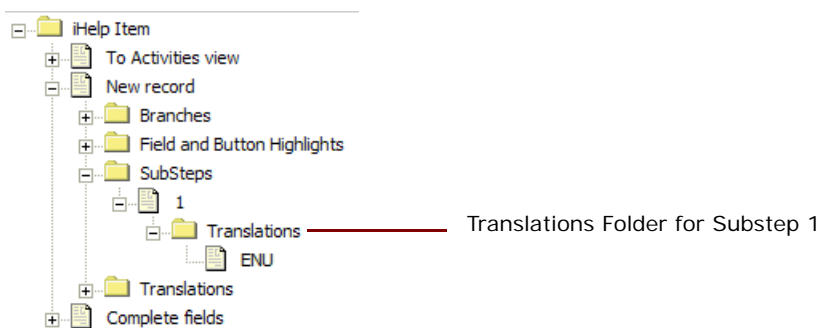 iHelp Item
To Activities view
New record
Branches
Field and Button Highlights
SubSteps
1
Translations Translations Folder for Substep 1
ENU
Translations
Complete fields